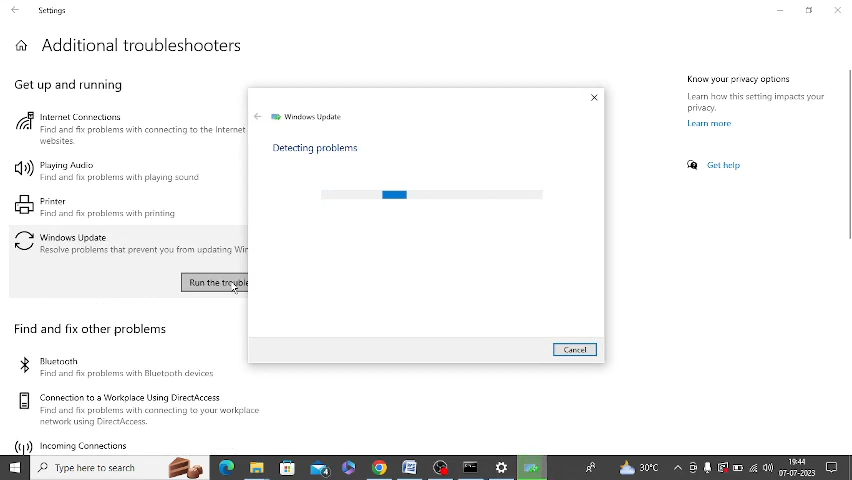 Settings
Additional troubleshooters
Get up and running
Internet Connections
Find and fix problems with connecting to the Internet
websites.
Playing Audio
Find and fix problems with playing sound
Printer
Find and fix problems with printing
Windows Update
Resolve problems that prevent you from updating Win
Run the trouble
Find and fix other problems
Bluetooth
Find and fix problems with Bluetooth devices
Connection to a Workplace Using DirectAccess
Find and fix problems with connecting to your workplace
network using DirectAccess.
Incoming Connections
Windows Update
Detecting problems
Cancel
Know your privacy options
Learn how this setting impacts your
privacy.
Learn more
Get help
Type here to search
4
30°C
19:44
07-07-2023